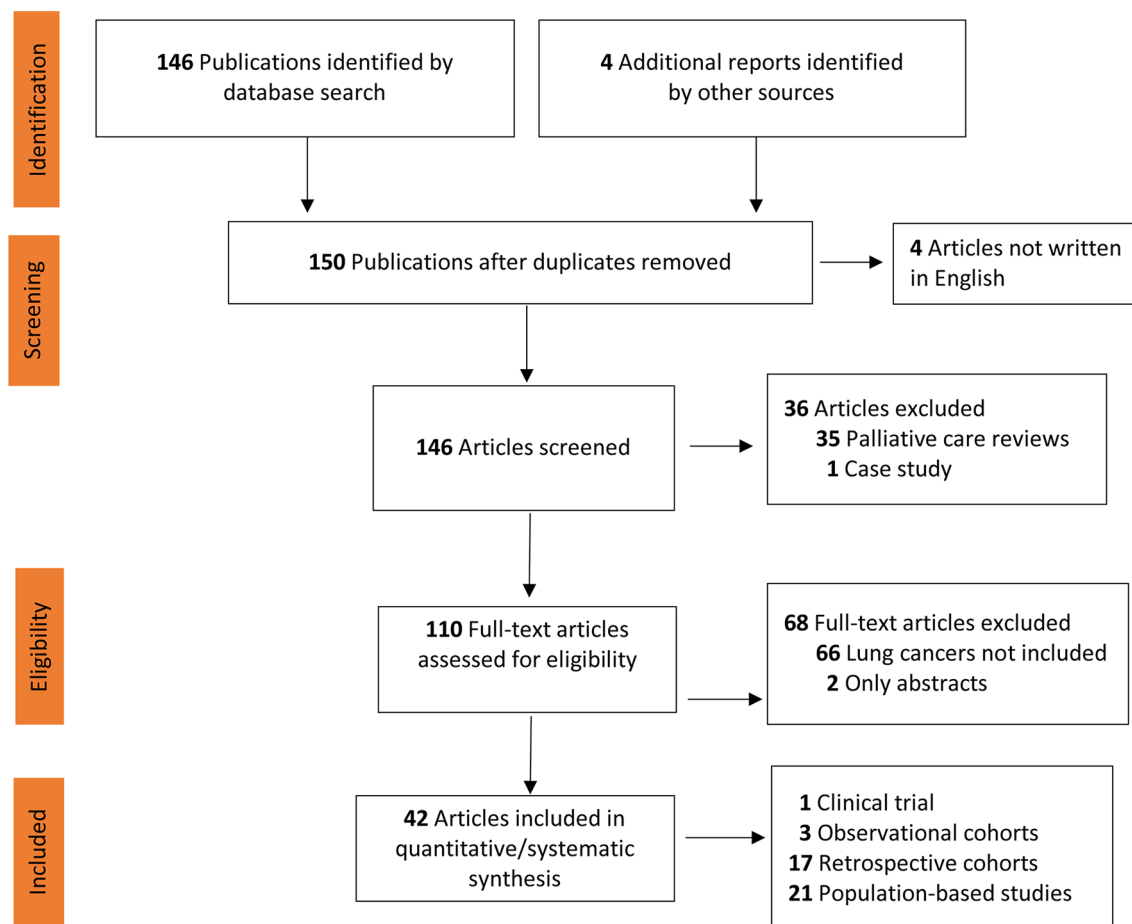 Identification
146 Publications identified by
database search
4 Additional reports identified
by other sources
Screening
150 Publications after duplicates removed
4 Articles not written
in English
146 Articles screened
36 Articles excluded
35 Palliative care reviews
1 Case study
Eligibility
110 Full-text articles
assessed for eligibility
68 Full-text articles excluded
66 Lung cancers not included
2 Only abstracts
Included
42 Articles included in
quantitative/systematic
synthesis
1 Clinical trial
3 Observational cohorts
17 Retrospective cohorts
21 Population-based studies